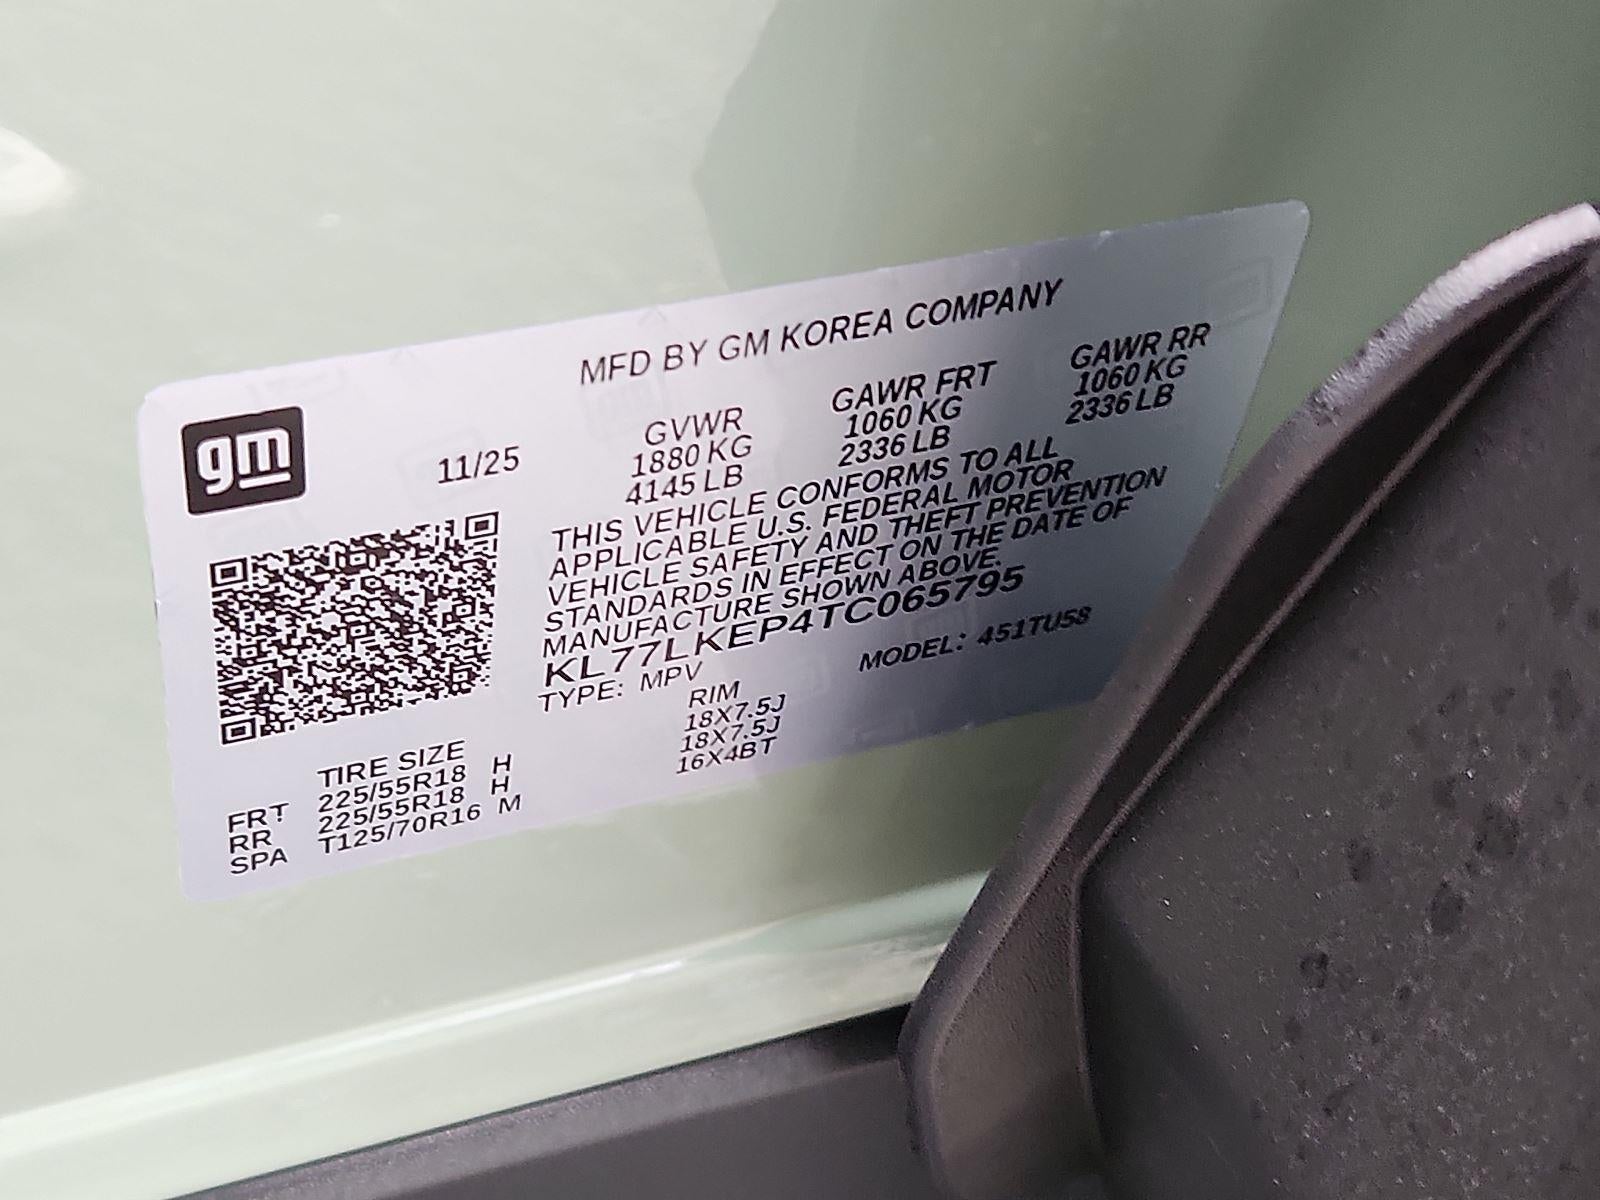 MFD BY GM KOREA COMPANY
gm
11/25
GVWR
1880 KG
4145 LB
GAWR FRT
1060 KG
2336 LB
GAWR RR
1060 KG
2336 LB
THIS VEHICLE CONFORMS TO ALL
APPLICABLE U.S. FEDERAL MOTOR
VEHICLE SAFETY AND THEFT PREVENTION
STANDARDS IN EFFECT ON THE DATE OF
MANUFACTURE SHOWN ABOVE.
KL77LKEP4TC065795
TYPE: MPV
MODEL: 451TU58
TIRE SIZE RIM
FRT 225/55R18 H 18X7.5J
RR 225/55R18 H 18X7.5J
SPA T125/70R16 M 16X4BT